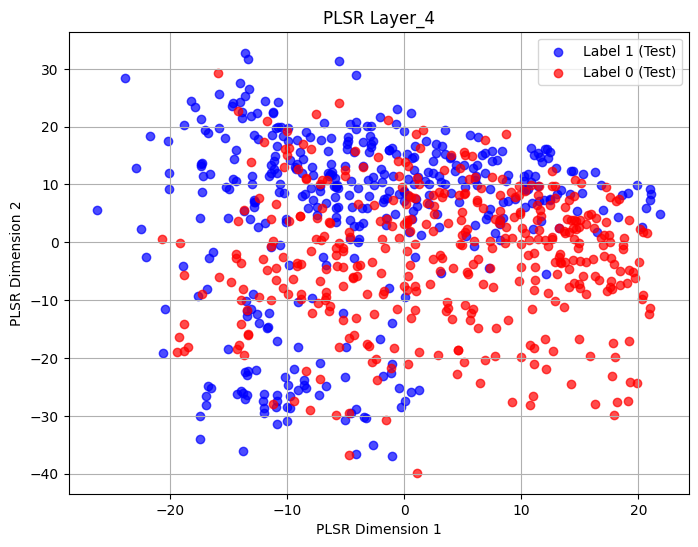 PLSR Layer_4
Label 1 (Test)
Label 0 (Test)
30
20
10
0
−10
−20
−30
−40
PLSR Dimension 2
−20
−10
0
10
20
PLSR Dimension 1